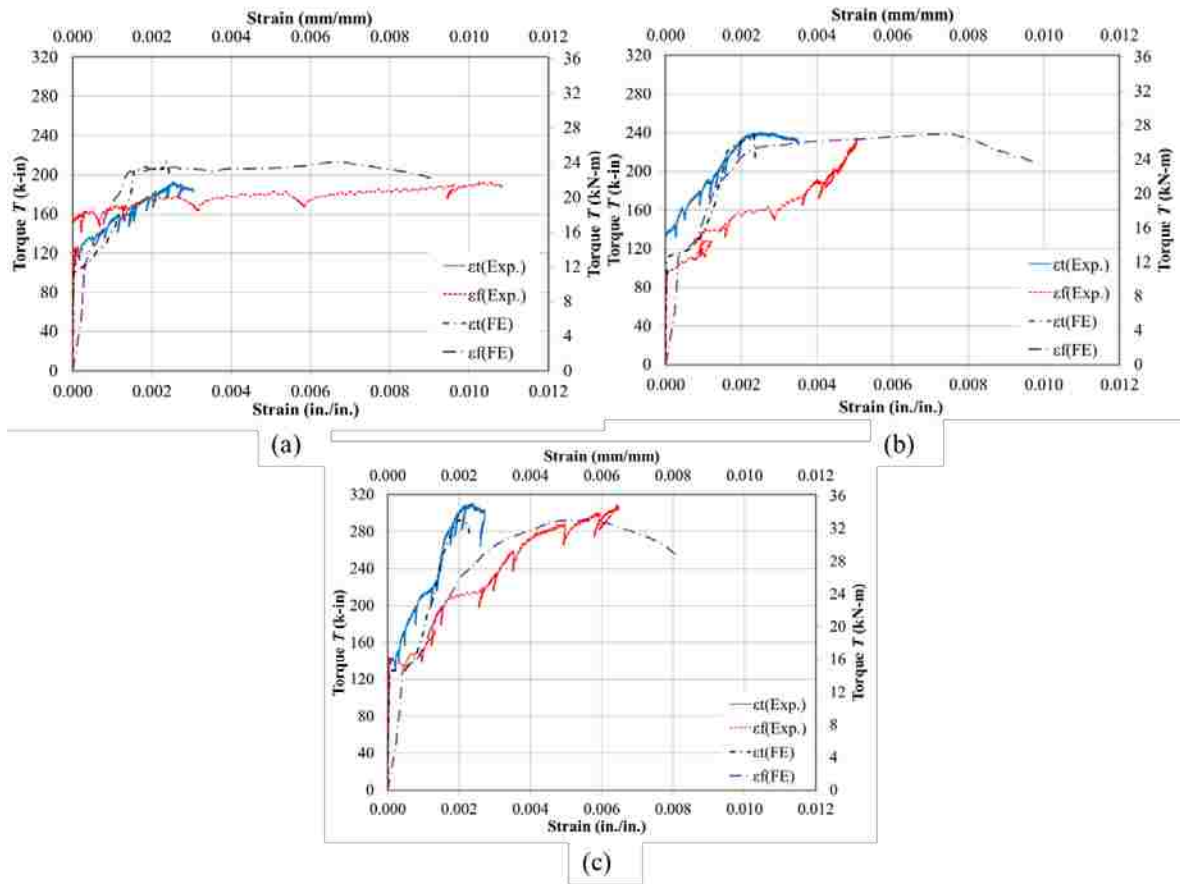 Strain (mm/mm)
0.000 0.002 0.004 0.006 0.008 0.010 0.012
320
280
240
200
160
120
80
40
0
Torque T (k-in)
36
32
28
24
20
16
12
8
4
0
Torque T (kN-m)
εt(Exp.)
εf(Exp.)
εt(FE)
εf(FE)
0.000 0.002 0.004 0.006 0.008 0.010 0.012
Strain (in./in.)
(a)
Strain (mm/mm)
0.000 0.002 0.004 0.006 0.008 0.010 0.012
320
280
240
200
160
120
80
40
0
Torque T (k-in)
36
32
28
24
20
16
12
8
4
0
Torque T (kN-m)
εt(Exp.)
εf(Exp.)
εt(FE)
εf(FE)
0.000 0.002 0.004 0.006 0.008 0.010 0.012
Strain (in./in.)
(b)
Strain (mm/mm)
0.000 0.002 0.004 0.006 0.008 0.010 0.012
320
280
240
200
160
120
80
40
0
Torque T (k-in)
36
32
28
24
20
16
12
8
4
0
Torque T (kN-m)
εt(Exp.)
εf(Exp.)
εt(FE)
εf(FE)
0.000 0.002 0.004 0.006 0.008 0.010 0.012
Strain (in./in.)
(c)